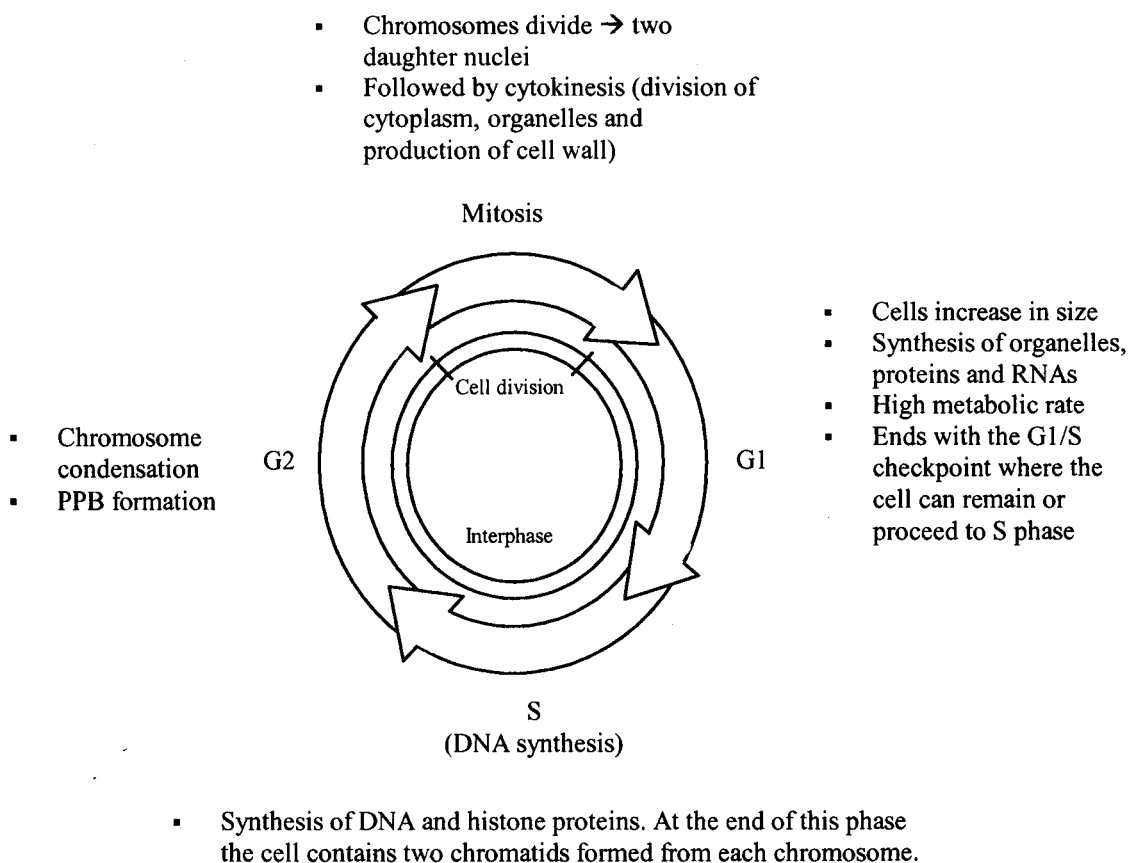 ▪ Chromosomes divide → two
daughter nuclei
▪ Followed by cytokinesis (division of
cytoplasm, organelles and
production of cell wall)
Mitosis
▪ Cells increase in size
▪ Synthesis of organelles,
proteins and RNAs
▪ High metabolic rate
▪ Ends with the G1/S
checkpoint where the
cell can remain or
proceed to S phase
Cell division
▪ Chromosome
condensation
▪ PPB formation
G2
G1
Interphase
S
(DNA synthesis)
▪ Synthesis of DNA and histone proteins. At the end of this phase
the cell contains two chromatids formed from each chromosome.